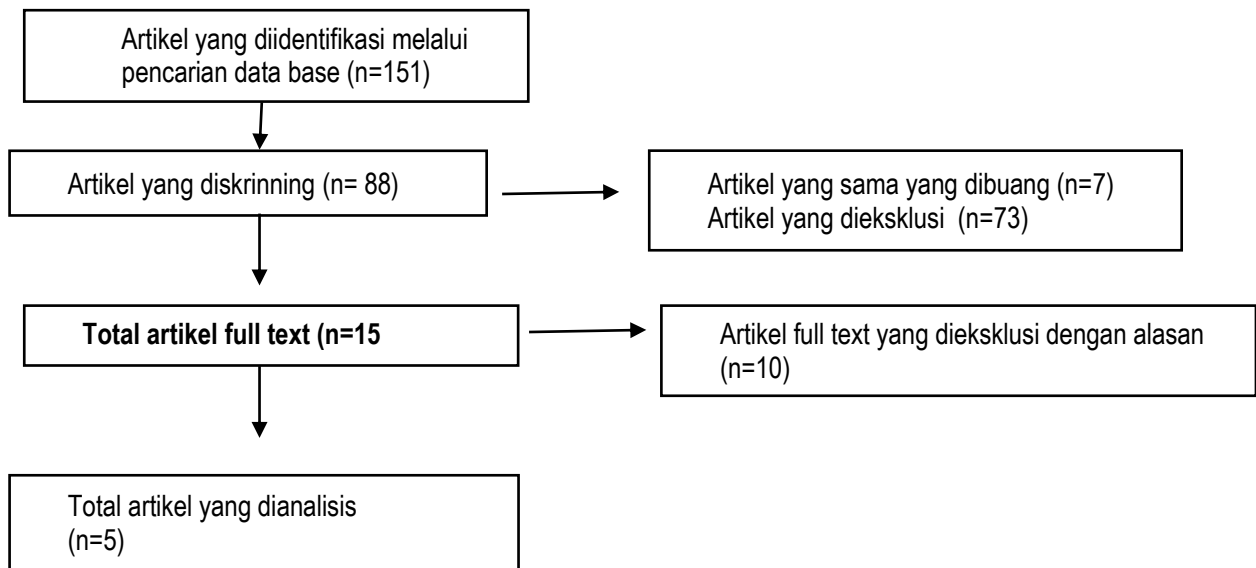 Artikel yang diidentifikasi melalui
pencarian data base (n=151)
Artikel yang diskrinning (n= 88)
Artikel yang sama yang dibuang (n=7)
Artikel yang dieksklusi  (n=73)
Total artikel full text (n=15
Artikel full text yang dieksklusi dengan alasan
(n=10)
Total artikel yang dianalisis
(n=5)